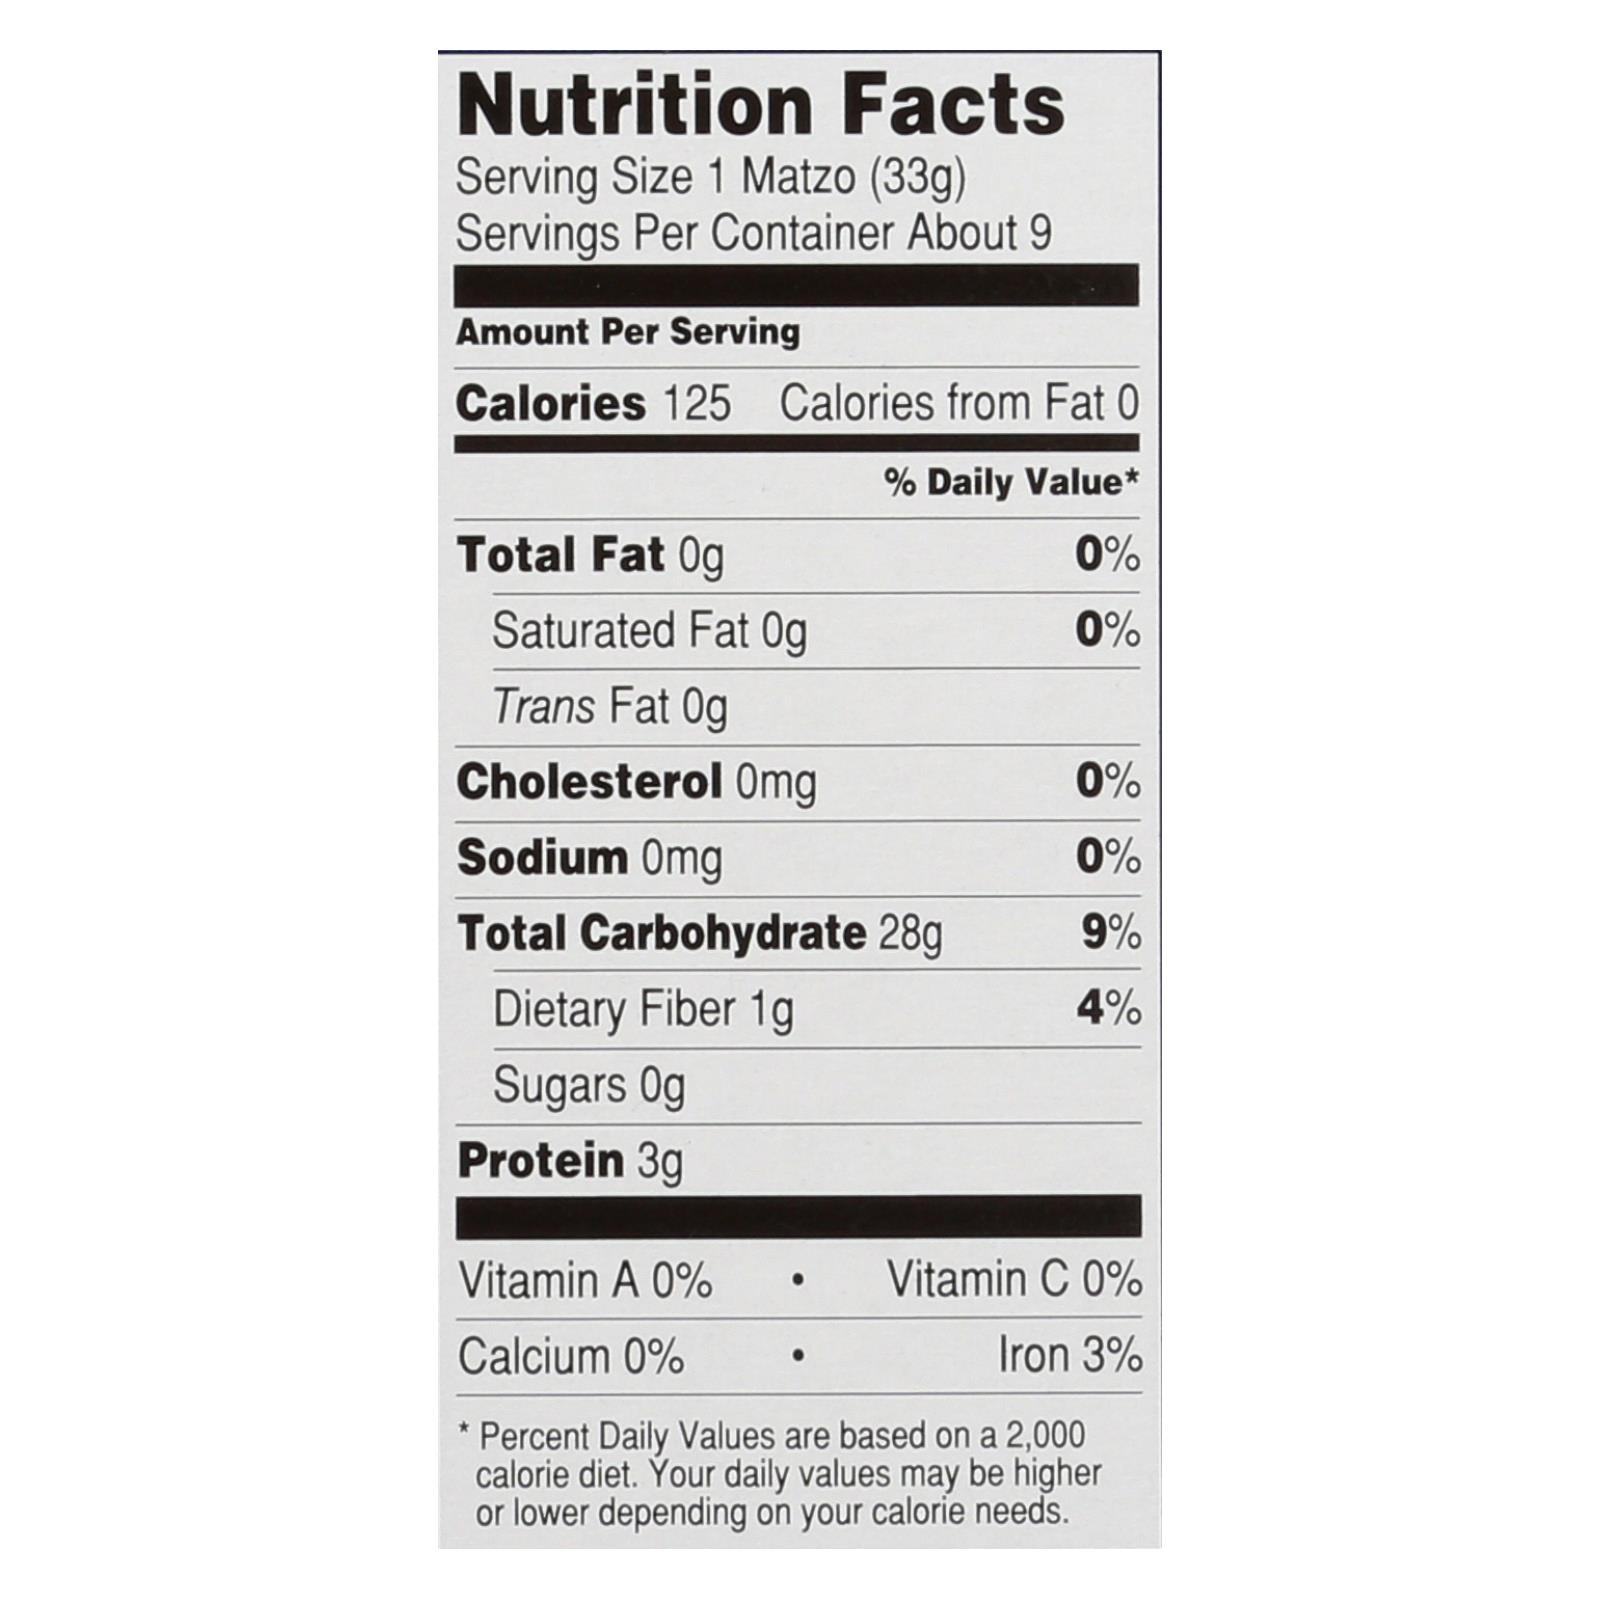 Nutrition Facts
Serving Size 1 Matzo (33g)
Servings Per Container About 9
Amount Per Serving
Calories 125 Calories from Fat 0
% Daily Value*
Total Fat 0g 0%
Saturated Fat 0g 0%
Trans Fat 0g
Cholesterol 0mg 0%
Sodium 0mg 0%
Total Carbohydrate 28g 9%
Dietary Fiber 1g 4%
Sugars 0g
Protein 3g
Vitamin A 0% • Vitamin C 0%
Calcium 0% • Iron 3%
* Percent Daily Values are based on a 2,000
calorie diet. Your daily values may be higher
or lower depending on your calorie needs.